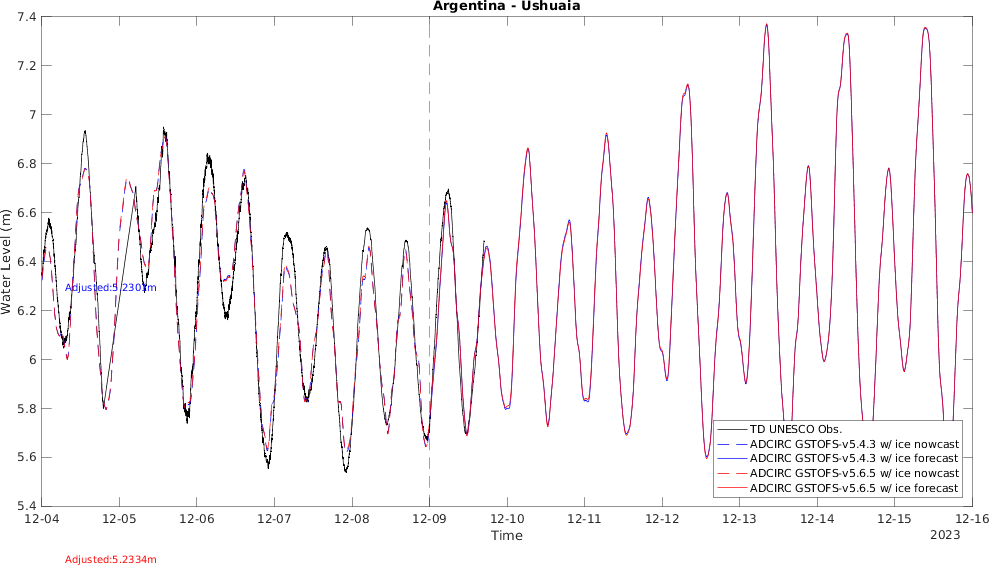 Argentina - Ushuaia
Water Level (m)
7.4
7.2
7
6.8
6.6
6.4
6.2
6
5.8
5.6
5.4
Adjusted:5.2301m
TD UNESCO Obs.
ADCIRC GSTOFS-v5.4.3 w/ ice nowcast
ADCIRC GSTOFS-v5.4.3 w/ ice forecast
ADCIRC GSTOFS-v5.6.5 w/ ice nowcast
ADCIRC GSTOFS-v5.6.5 w/ ice forecast
12-04 12-05 12-06 12-07 12-08 12-09 12-10 12-11 12-12 12-13 12-14 12-15 12-16
Time
2023
Adjusted:5.2334m